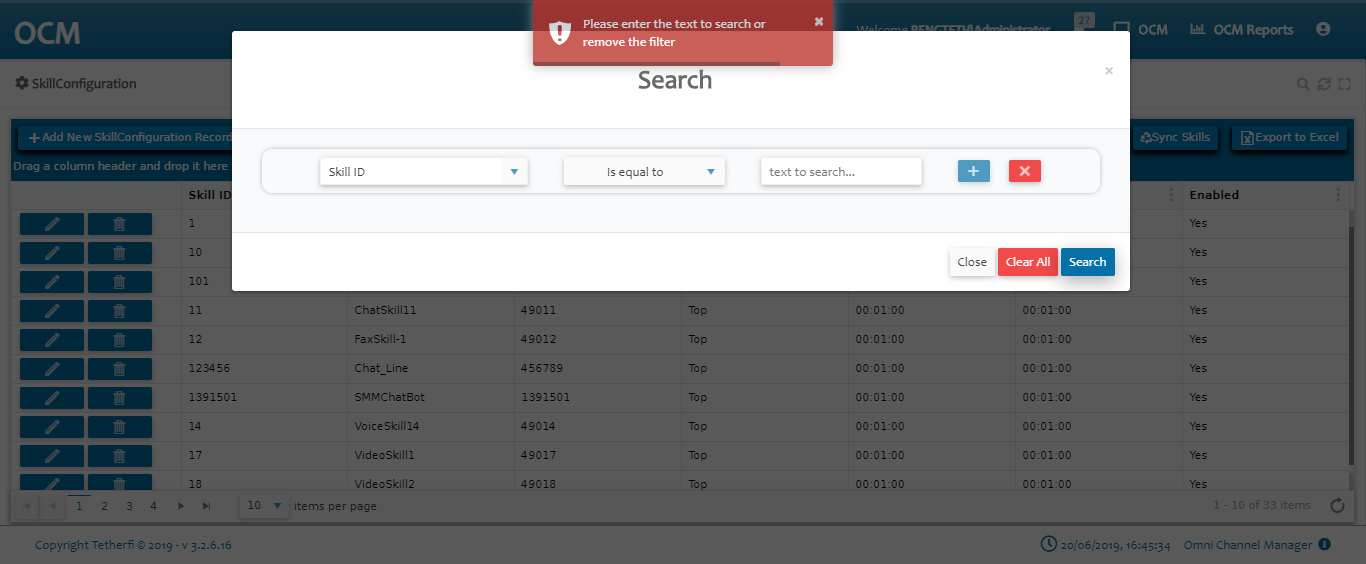 OCM
Please enter the text to search or
remove the filter
Welcome BENGTETH\Administrator
27
OCM
OCM Reports
SkillConfiguration
Search
Add New SkillConfiguration Record
Sync Skills
Export to Excel
Drag a column header and drop it here
Skill ID
Is equal to
text to search...
Skill ID
Enabled
1
Yes
10
Yes
Close
Clear All
Search
101
Yes
11 ChatSkill11 49011 Top 00:01:00 00:01:00 Yes
12 FaxSkill-1 49012 Top 00:01:00 00:01:00 Yes
123456 Chat_Line 456789 Top 00:01:00 00:01:00 Yes
1391501 SMMChatBot 1391501 Top 00:01:00 00:01:00 Yes
14 VoiceSkill14 49014 Top 00:01:00 00:01:00 Yes
17 VideoSkill1 49017 Top 00:01:00 00:01:00 Yes
18 VideoSkill2 49018 Top 00:01:00 00:01:00 Yes
1 2 3 4 10 items per page 1 - 10 of 33 items
Copyright Tetherfi © 2019 - v 3.2.6.16
20/06/2019, 16:45:34 Omni Channel Manager